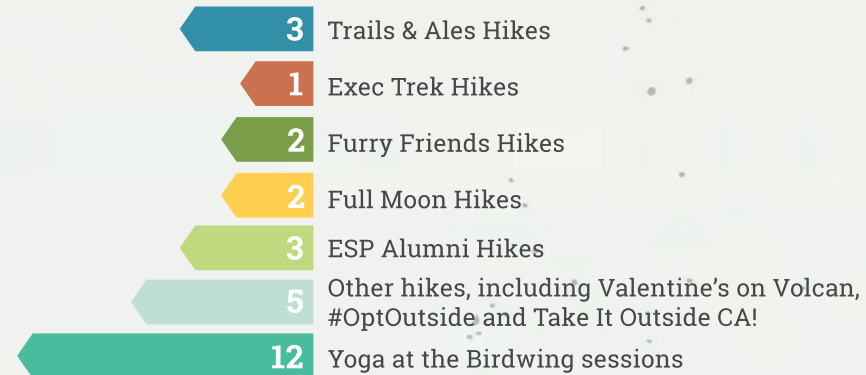 3 Trails & Ales Hikes
1 Exec Trek Hikes
2 Furry Friends Hikes
2 Full Moon Hikes
3 ESP Alumni Hikes
5 Other hikes, including Valentine's on Volcan,
#OptOutside and Take It Outside CA!
12 Yoga at the Birdwing sessions